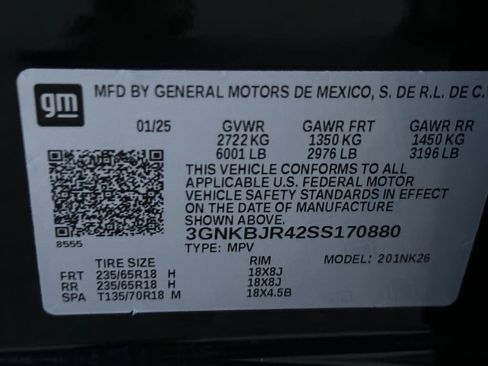 gm MFD BY GENERAL MOTORS DE MEXICO, S. DE R.L. DE C.V
01/25 GVWR GAWR FRT GAWR RR
2722 KG 1350 KG 1450 KG
6001 LB 2976 LB 3196 LB
THIS VEHICLE CONFORMS TO ALL
APPLICABLE U.S. FEDERAL MOTOR
VEHICLE SAFETY STANDARDS IN EFFECT
ON THE DATE OF MANUFACTURE
SHOWN ABOVE.
3GNKBJR42SS170880
8555
TYPE: MPV
TIRE SIZE RIM MODEL: 201NK26
FRT 235/65R18 H 18X8J
RR 235/65R18 H 18X8J
SPA T135/70R18 M 18X4.5B